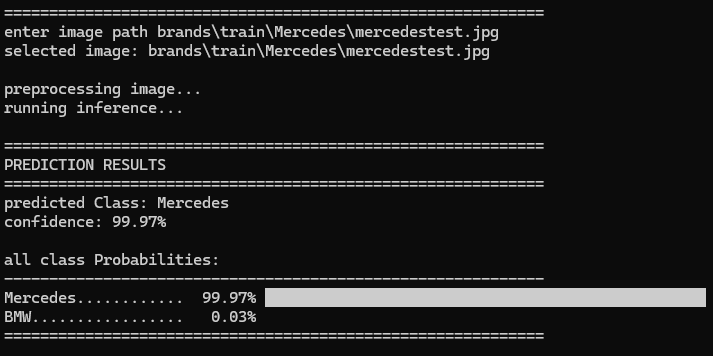 ============================================================
enter image path brands\train\Mercedes\mercedestest.jpg
selected image: brands\train\Mercedes\mercedestest.jpg
preprocessing image...
running inference...
============================================================
PREDICTION RESULTS
============================================================
predicted Class: Mercedes
confidence: 99.97%
all class Probabilities:
------------------------------------------------------------
Mercedes............ 99.97%
BMW................. 0.03%
============================================================